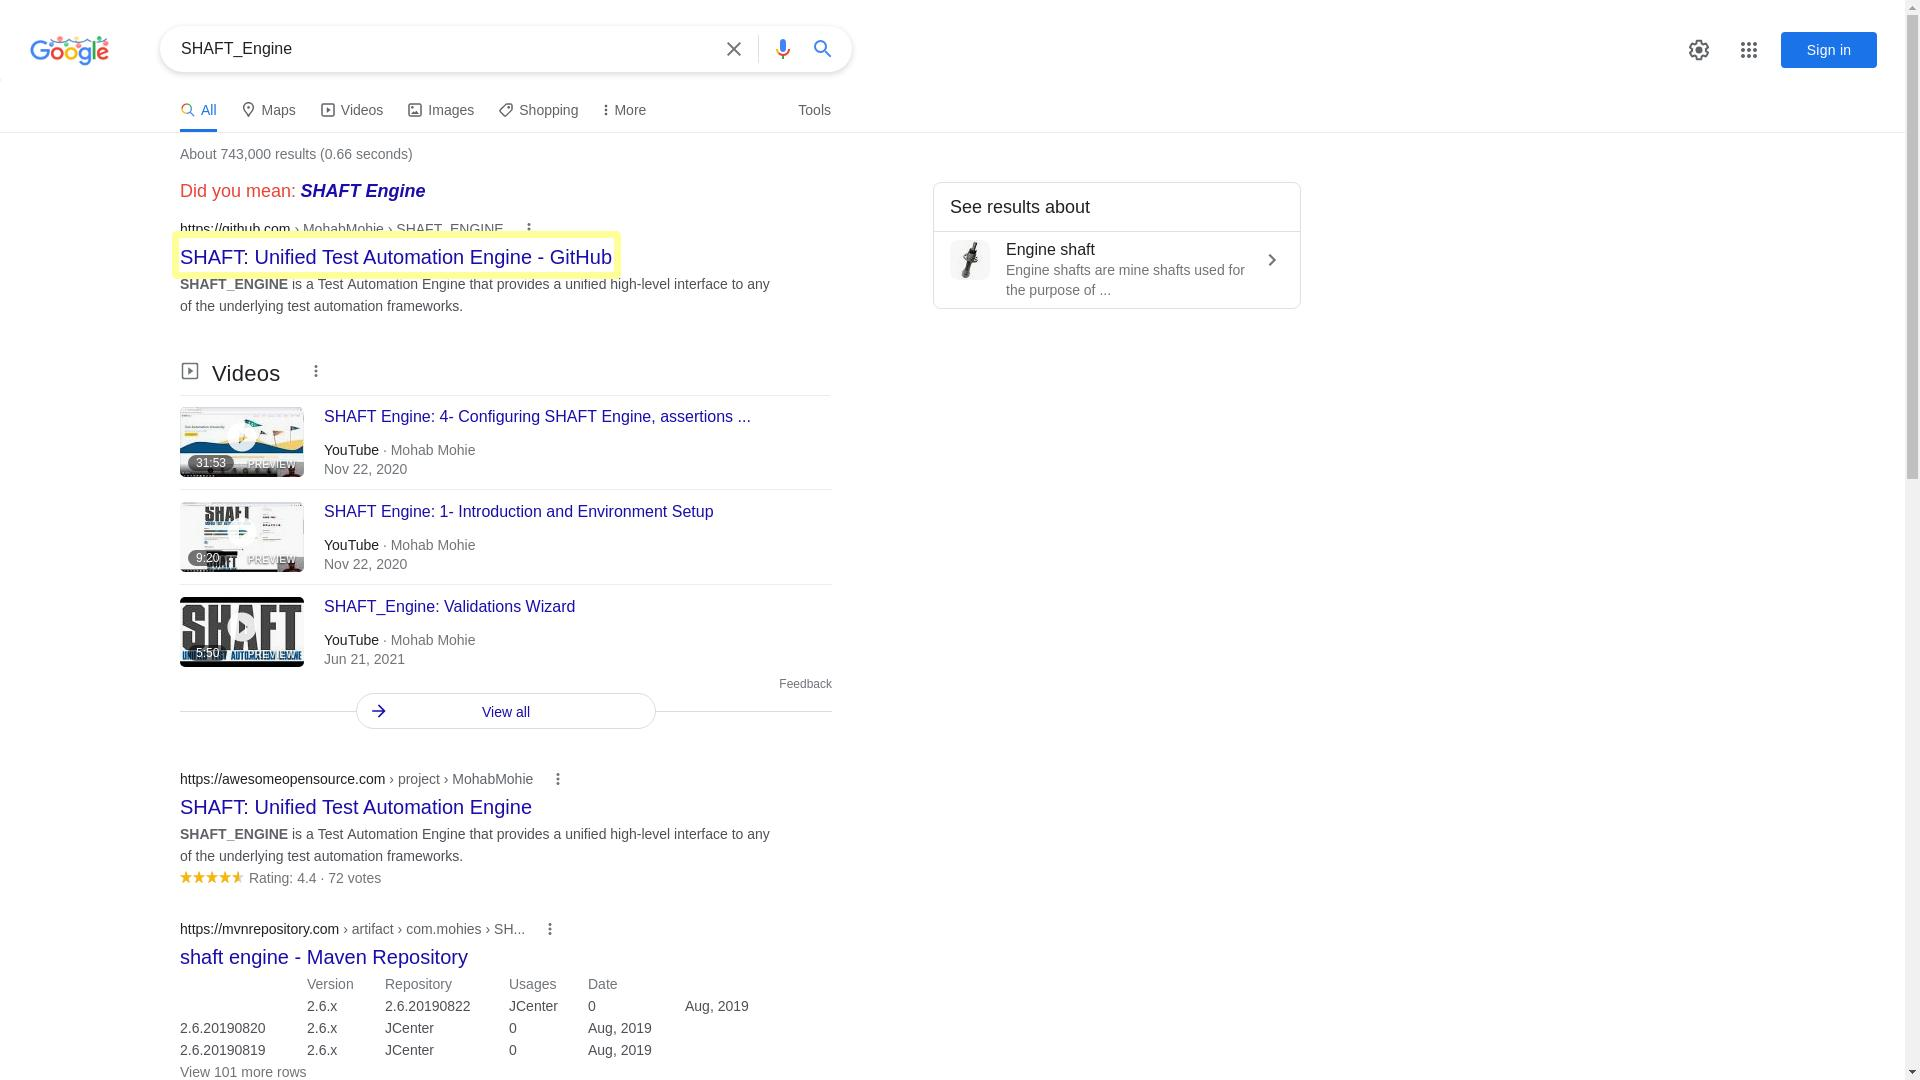 Google
SHAFT_Engine
Sign in
All
Maps
Videos
Images
Shopping
More
Tools
About 743,000 results (0.66 seconds)
Did you mean: SHAFT Engine
https://github.com › MohabMohie › SHAFT_ENGINE
SHAFT: Unified Test Automation Engine - GitHub
SHAFT_ENGINE is a Test Automation Engine that provides a unified high-level interface to any
of the underlying test automation frameworks.
See results about
Engine shaft
Engine shafts are mine shafts used for
the purpose of ...
Videos
31:53
PREVIEW
SHAFT Engine: 4- Configuring SHAFT Engine, assertions ...
YouTube · Mohab Mohie
Nov 22, 2020
SHAFT
9:20
PREVIEW
SHAFT Engine: 1- Introduction and Environment Setup
YouTube · Mohab Mohie
Nov 22, 2020
SHAFT
5:50
PREVIEW
SHAFT_Engine: Validations Wizard
YouTube · Mohab Mohie
Jun 21, 2021
Feedback
View all
https://awesomeopensource.com › project › MohabMohie
SHAFT: Unified Test Automation Engine
SHAFT_ENGINE is a Test Automation Engine that provides a unified high-level interface to any
of the underlying test automation frameworks.
Rating: 4.4 · 72 votes
https://mvnrepository.com › artifact › com.mohies › SH...
shaft engine - Maven Repository
Version Repository Usages Date
2.6.x 2.6.20190822 JCenter 0 Aug, 2019
2.6.20190820 2.6.x JCenter 0 Aug, 2019
2.6.20190819 2.6.x JCenter 0 Aug, 2019
View 101 more rows